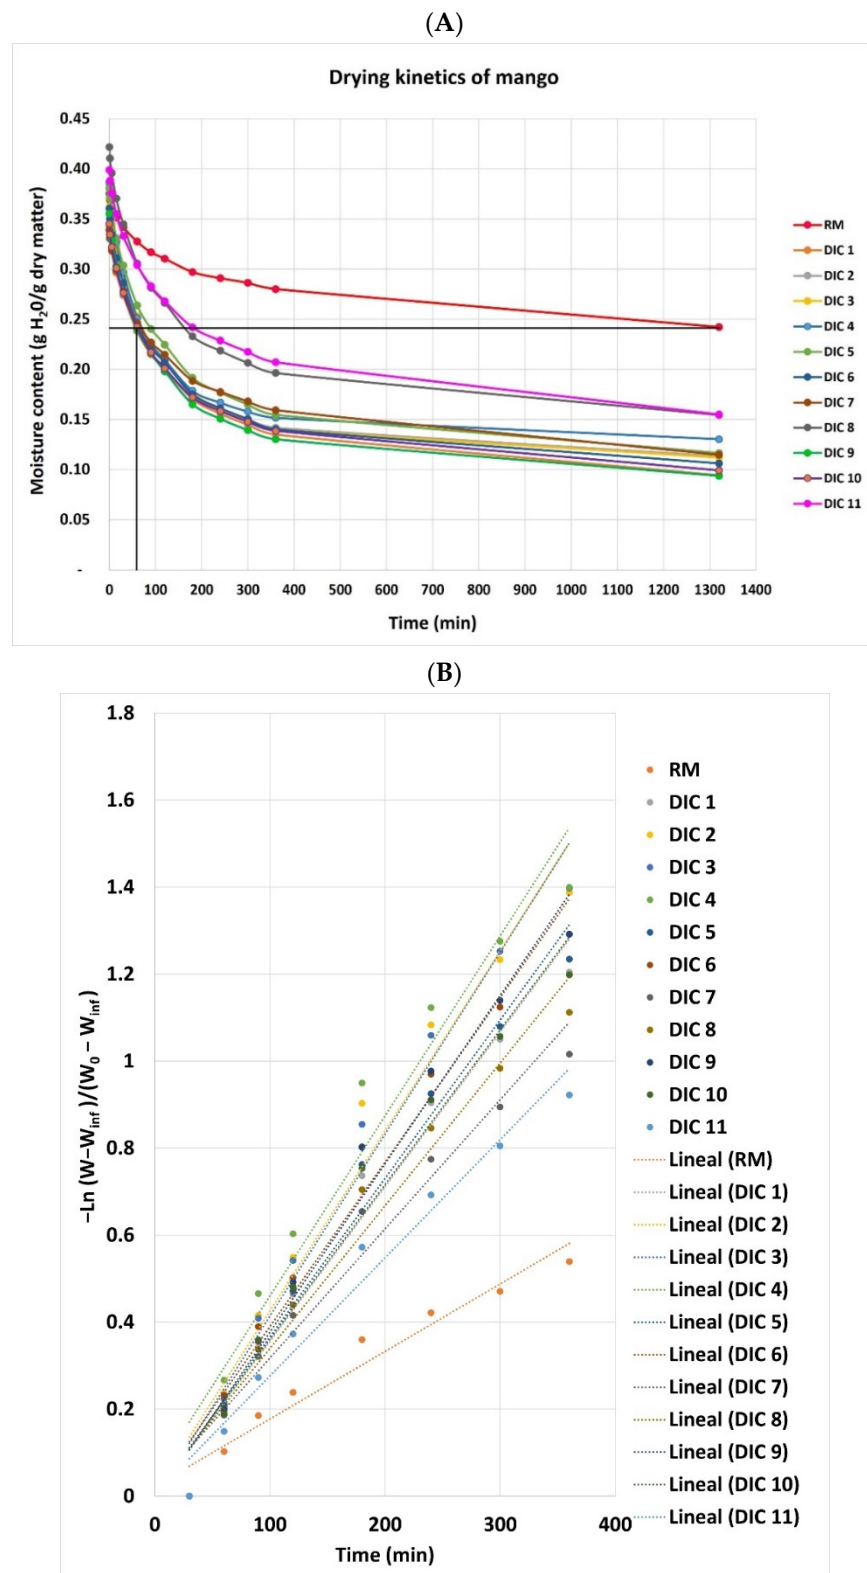 (A)
Drying kinetics of mango
Moisture content (g H₂0/g dry matter)
0.45
0.40
0.35
0.30
0.25
0.20
0.15
0.10
0.05
-
0 100 200 300 400 500 600 700 800 900 1000 1100 1200 1300 1400
Time (min)
RM
DIC 1
DIC 2
DIC 3
DIC 4
DIC 5
DIC 6
DIC 7
DIC 8
DIC 9
DIC 10
DIC 11
(B)
−Ln (W−W_inf)/(W₀ − W_inf)
1.8
1.6
1.4
1.2
1
0.8
0.6
0.4
0.2
0
0 100 200 300 400
Time (min)
RM
DIC 1
DIC 2
DIC 3
DIC 4
DIC 5
DIC 6
DIC 7
DIC 8
DIC 9
DIC 10
DIC 11
Lineal (RM)
Lineal (DIC 1)
Lineal (DIC 2)
Lineal (DIC 3)
Lineal (DIC 4)
Lineal (DIC 5)
Lineal (DIC 6)
Lineal (DIC 7)
Lineal (DIC 8)
Lineal (DIC 9)
Lineal (DIC 10)
Lineal (DIC 11)